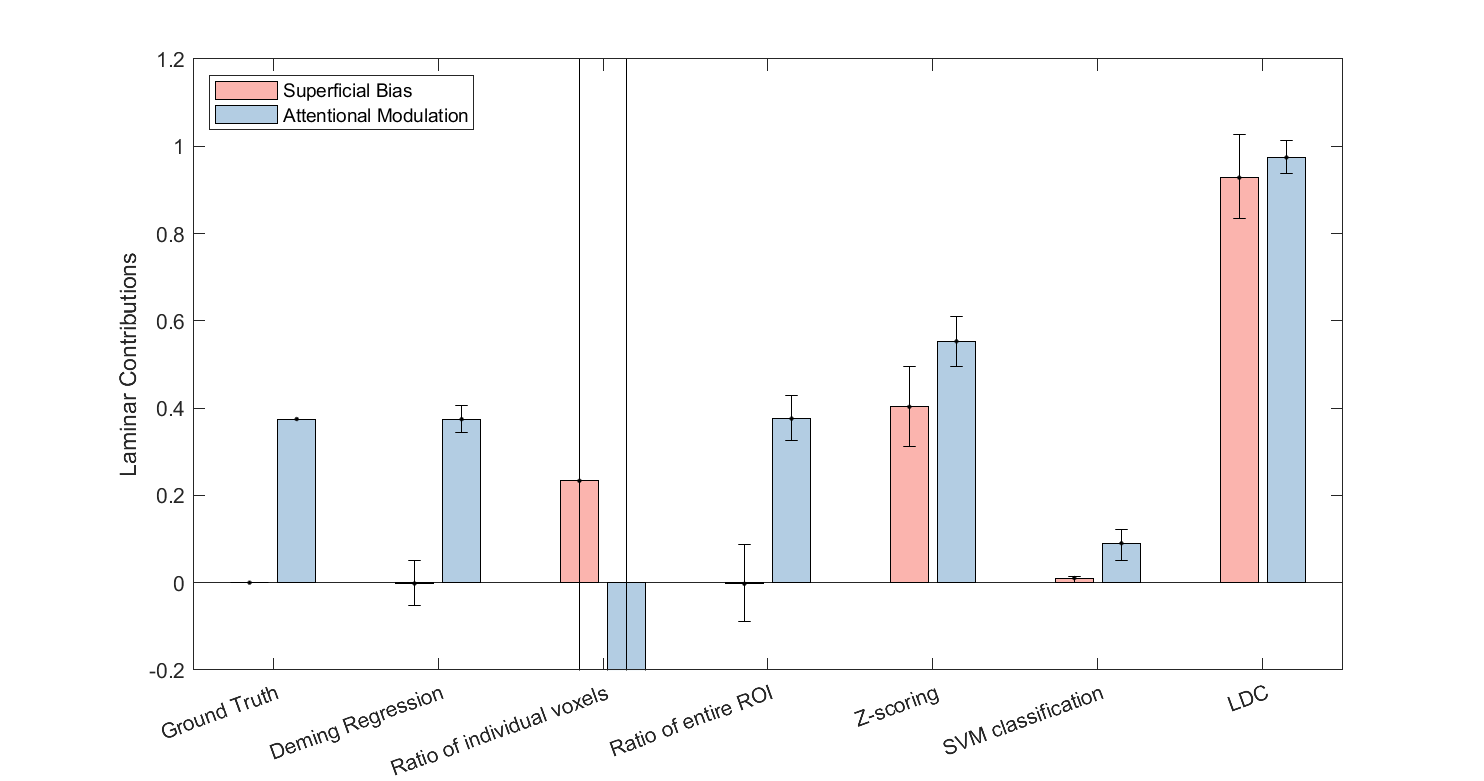 Superficial Bias
Attentional Modulation
Laminar Contributions
1.2
1
0.8
0.6
0.4
0.2
0
-0.2
Ground Truth
Deming Regression
Ratio of individual voxels
Ratio of entire ROI
Z-scoring
SVM classification
LDC